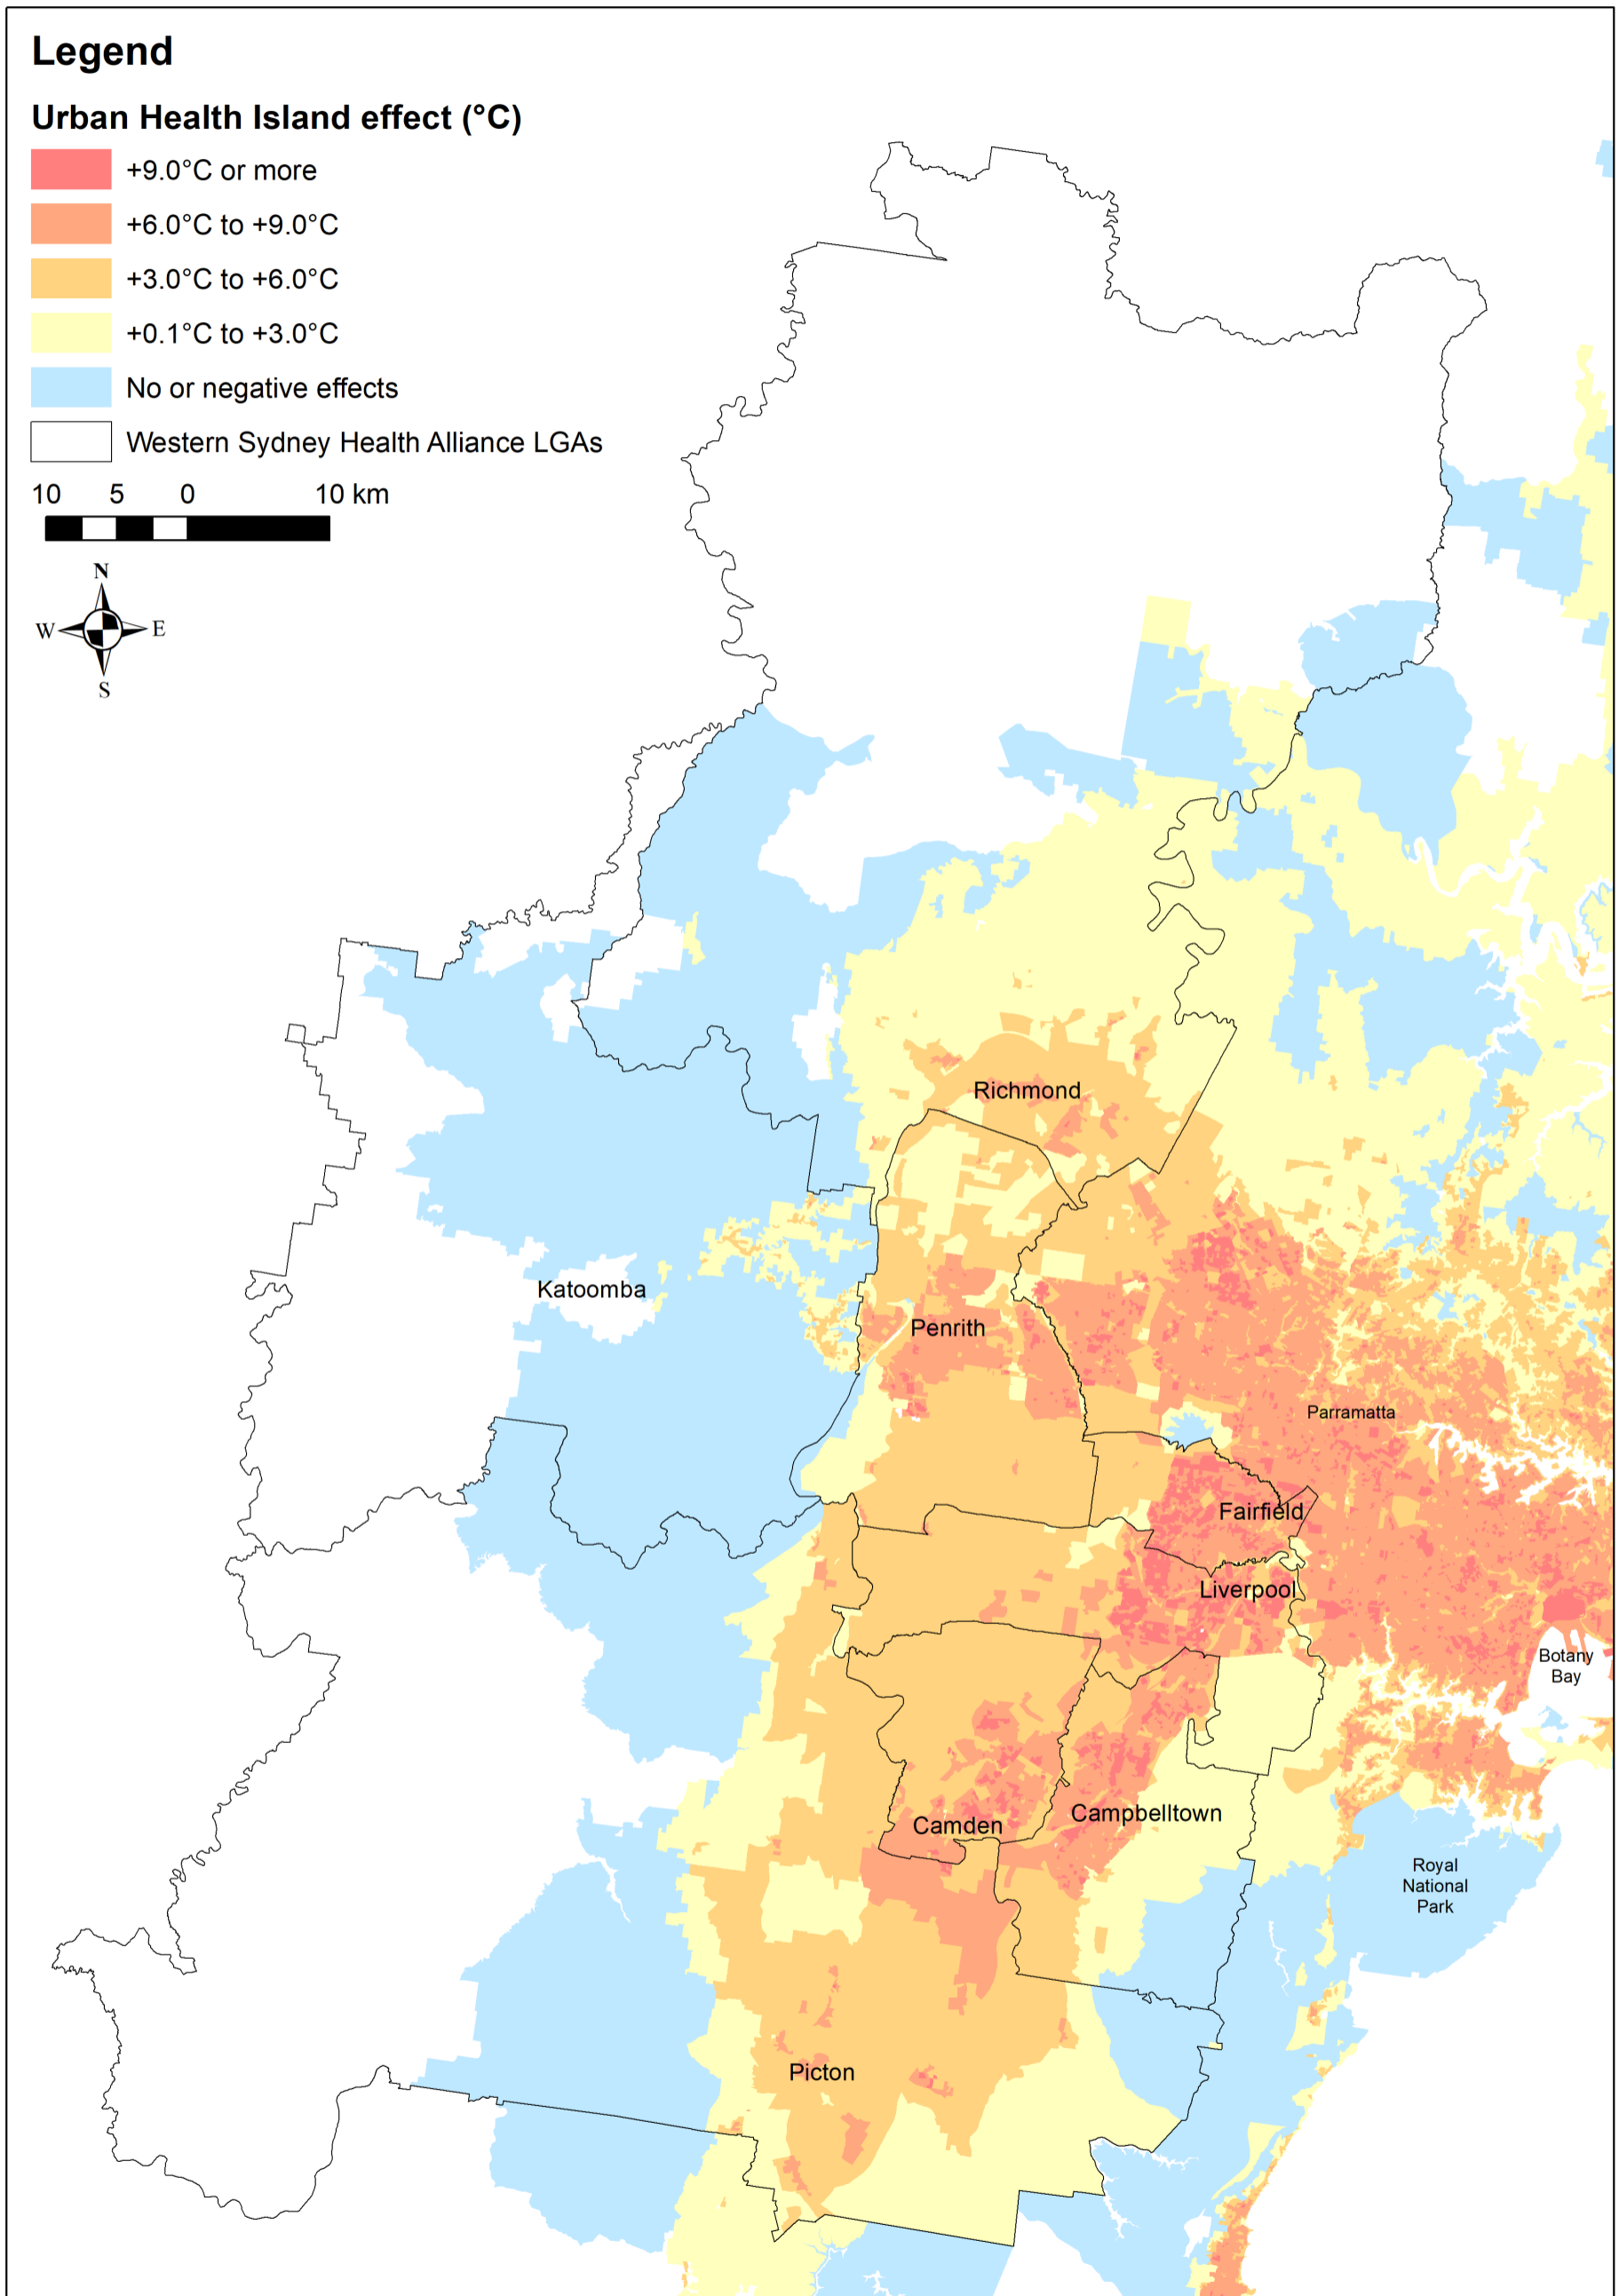 Legend
Urban Health Island effect (°C)
+9.0°C or more
+6.0°C to +9.0°C
+3.0°C to +6.0°C
+0.1°C to +3.0°C
No or negative effects
Western Sydney Health Alliance LGAs
10 5 0 10 km
N
W E
S
Richmond
Katoomba
Penrith
Parramatta
Fairfield
Liverpool
Botany
Bay
Camden
Campbelltown
Royal
National
Park
Picton